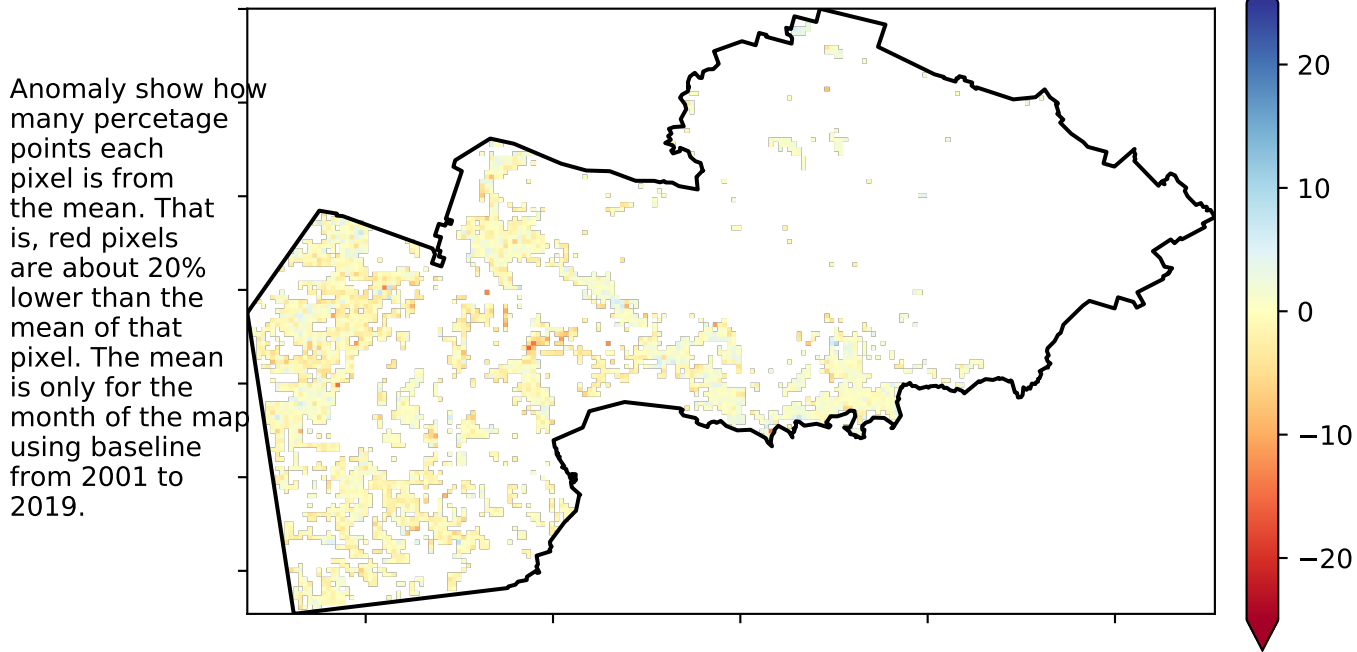 Anomaly show how
many percetage
points each
pixel is from
the mean. That
is, red pixels
are about 20%
lower than the
mean of that
pixel. The mean
is only for the
month of the map
using baseline
from 2001 to
2019.
20
10
0
−10
−20